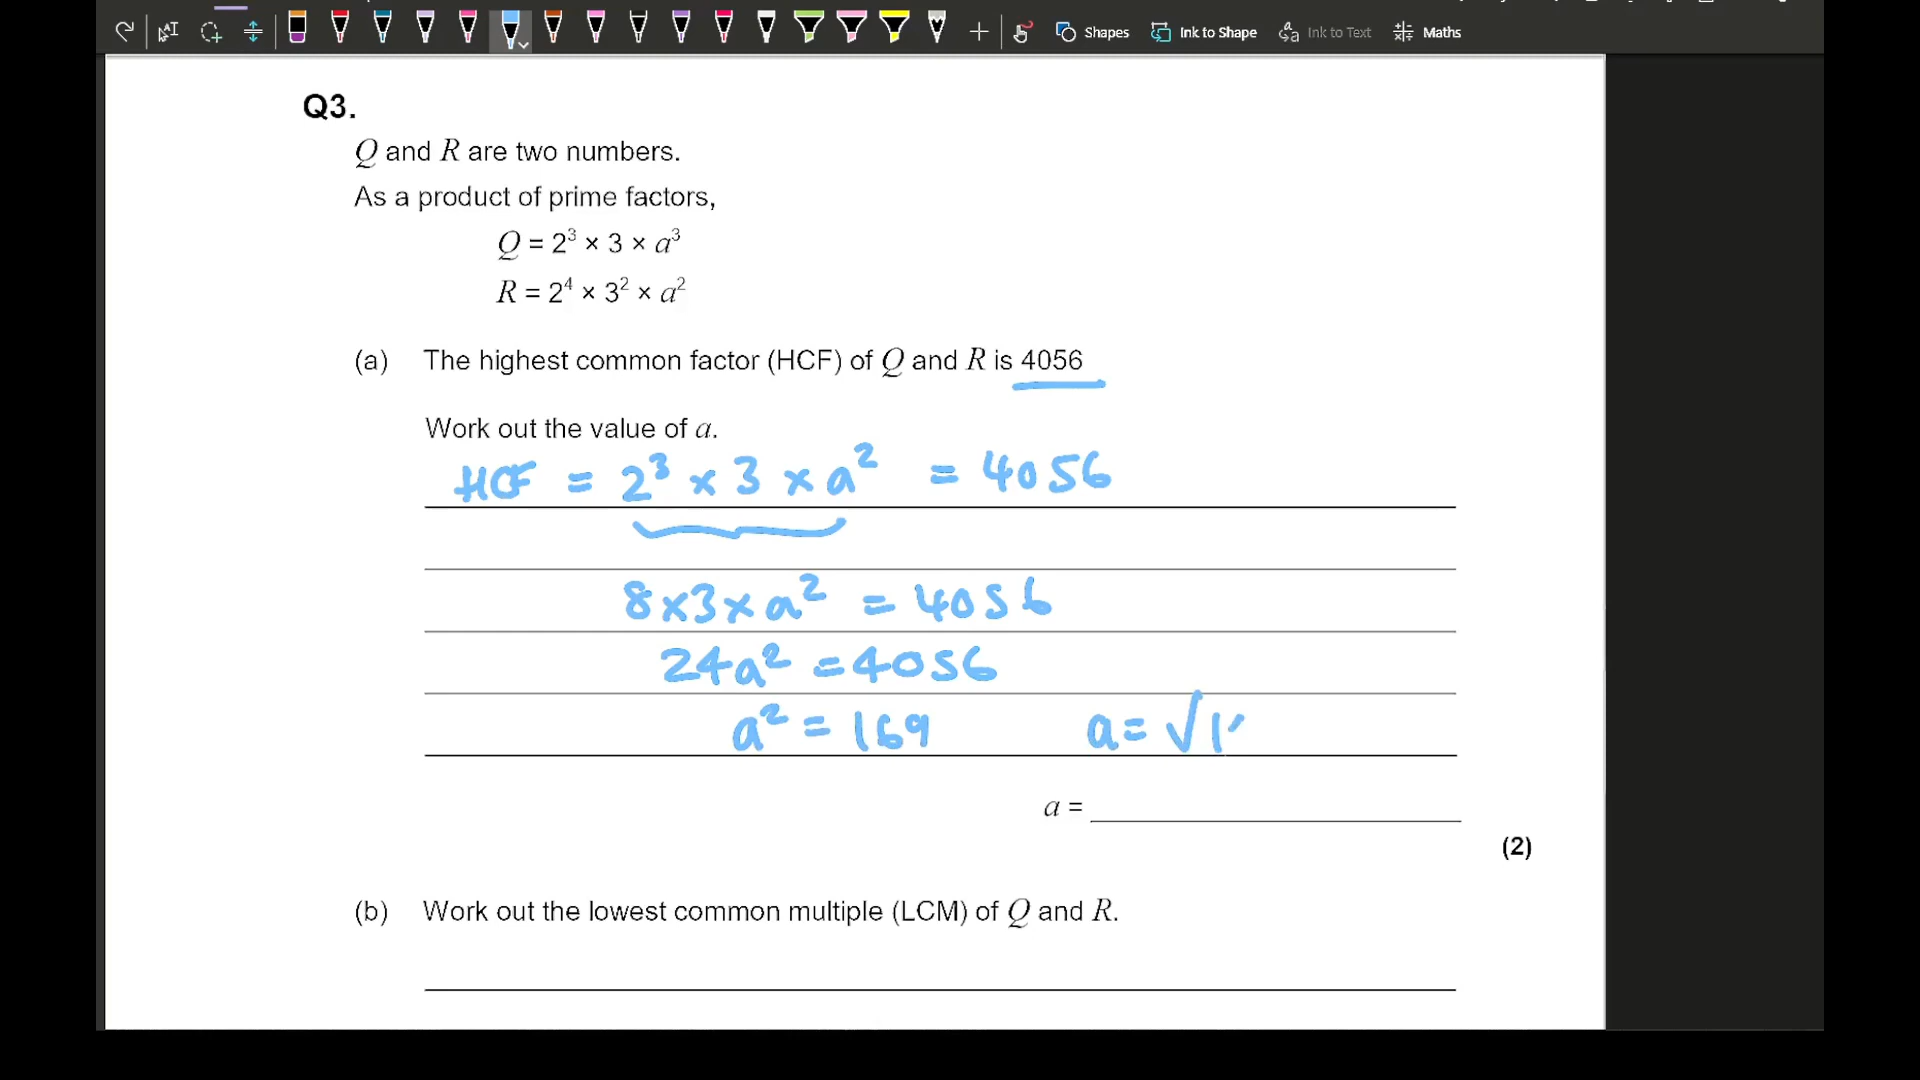 Shapes
Ink to Shape
Ink to Text
Maths
Q3.
Q and R are two numbers.
As a product of prime factors,
Q = 2³ × 3 × a³
R = 2⁴ × 3² × a²
(a) The highest common factor (HCF) of Q and R is 4056
Work out the value of a.
HCF = 2³ × 3 × a² = 4056
8 × 3 × a² = 4056
24a² = 4056
a² = 169 a = √1
a =
(2)
(b) Work out the lowest common multiple (LCM) of Q and R.